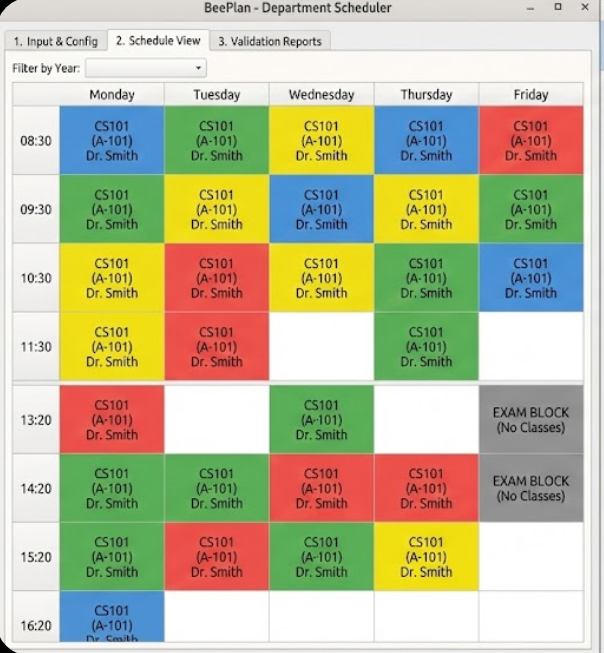 BeePlan - Department Scheduler
1. Input & Config 2. Schedule View 3. Validation Reports
Filter by Year:
Monday Tuesday Wednesday Thursday Friday
08:30
CS101 CS101 CS101 CS101 CS101
(A-101) (A-101) (A-101) (A-101) (A-101)
Dr. Smith Dr. Smith Dr. Smith Dr. Smith Dr. Smith
09:30
CS101 CS101 CS101 CS101 CS101
(A-101) (A-101) (A-101) (A-101) (A-101)
Dr. Smith Dr. Smith Dr. Smith Dr. Smith Dr. Smith
10:30
CS101 CS101 CS101 CS101 CS101
(A-101) (A-101) (A-101) (A-101) (A-101)
Dr. Smith Dr. Smith Dr. Smith Dr. Smith Dr. Smith
11:30
CS101 CS101 CS101
(A-101) (A-101) (A-101)
Dr. Smith Dr. Smith Dr. Smith
13:20
CS101 CS101 EXAM BLOCK
(A-101) (A-101) (No Classes)
Dr. Smith Dr. Smith
14:20
CS101 CS101 CS101 CS101 EXAM BLOCK
(A-101) (A-101) (A-101) (A-101) (No Classes)
Dr. Smith Dr. Smith Dr. Smith Dr. Smith
15:20
CS101 CS101 CS101 CS101
(A-101) (A-101) (A-101) (A-101)
Dr. Smith Dr. Smith Dr. Smith Dr. Smith
16:20
CS101
(A-101)
Dr. Smith